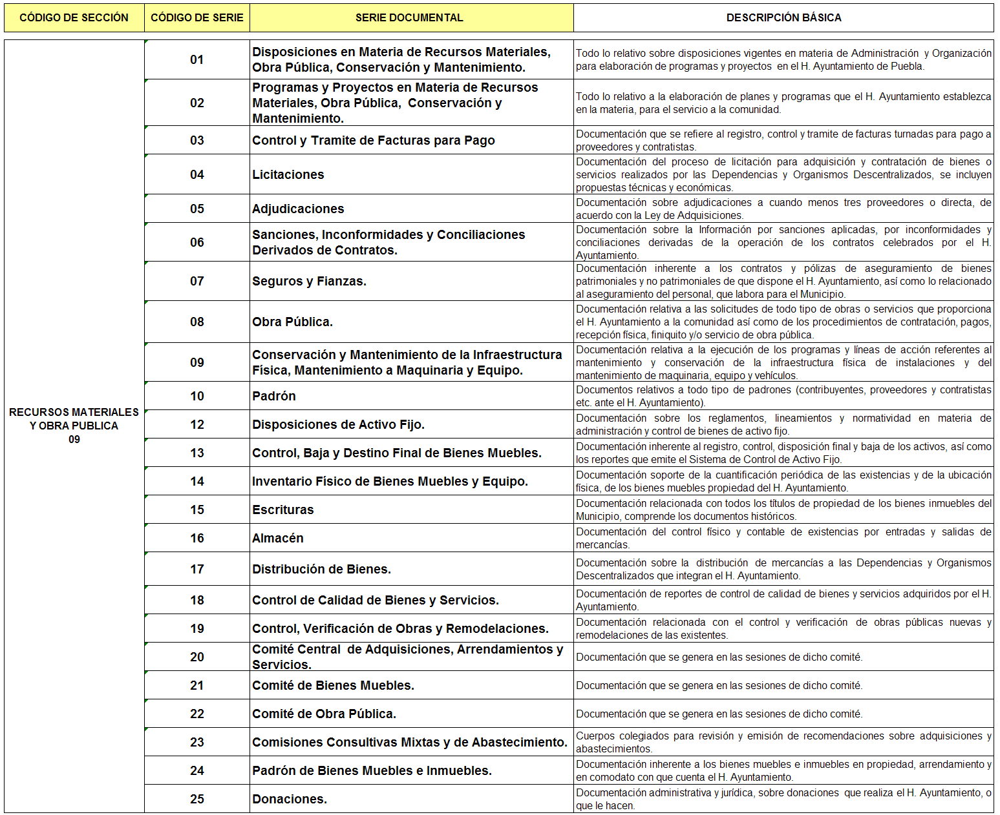 CÓDIGO DE SECCIÓN CÓDIGO DE SERIE SERIE DOCUMENTAL DESCRIPCIÓN BÁSICA
RECURSOS MATERIALES
Y OBRA PUBLICA
09
01
Disposiciones en Materia de Recursos Materiales,
Obra Pública, Conservación y Mantenimiento.
Todo lo relativo sobre disposiciones vigentes en materia de Administración y Organización
para elaboración de programas y proyectos en el H. Ayuntamiento de Puebla.
02
Programas y Proyectos en Materia de Recursos
Materiales, Obra Pública, Conservación y
Mantenimiento.
Todo lo relativo a la elaboración de planes y programas que el H. Ayuntamiento establezca
en la materia, para el servicio a la comunidad.
03
Control y Tramite de Facturas para Pago
Documentación que se refiere al registro, control y tramite de facturas turnadas para pago a
proveedores y contratistas.
04
Licitaciones
Documentación del proceso de licitación para adquisición y contratación de bienes o
servicios realizados por las Dependencias y Organismos Descentralizados, se incluyen
propuestas técnicas y económicas.
05
Adjudicaciones
Documentación sobre adjudicaciones a cuando menos tres proveedores o directa, de
acuerdo con la Ley de Adquisiciones.
06
Sanciones, Inconformidades y Conciliaciones
Derivados de Contratos.
Documentación sobre la Información por sanciones aplicadas, por inconformidades y
conciliaciones derivadas de la operación de los contratos celebrados por el H.
Ayuntamiento.
07
Seguros y Fianzas.
Documentación inherente a los contratos y pólizas de aseguramiento de bienes
patrimoniales y no patrimoniales de que dispone el H. Ayuntamiento, así como lo relacionado
al aseguramiento del personal, que labora para el Municipio.
08
Obra Pública.
Documentación relativa a las solicitudes de todo tipo de obras o servicios que proporciona
el H. Ayuntamiento a la comunidad así como de los procedimientos de contratación, pagos,
recepción física, finiquito y/o servicio de obra pública.
09
Conservación y Mantenimiento de la Infraestructura
Física, Mantenimiento a Maquinaria y Equipo.
Documentación relativa a la ejecución de los programas y líneas de acción referentes al
mantenimiento y conservación de la infraestructura física de instalaciones y del
mantenimiento de maquinaria, equipo y vehículos.
10
Padrón
Documentos relativos a todo tipo de padrones (contribuyentes, proveedores y contratistas
etc. ante el H. Ayuntamiento).
12
Disposiciones de Activo Fijo.
Documentación sobre los reglamentos, lineamientos y normatividad en materia de
administración y control de bienes de activo fijo.
13
Control, Baja y Destino Final de Bienes Muebles.
Documentación inherente al registro, control, disposición final y baja de los activos, así como
los reportes que emite el Sistema de Control de Activo Fijo.
14
Inventario Físico de Bienes Muebles y Equipo.
Documentación soporte de la cuantificación periódica de las existencias y de la ubicación
física, de los bienes muebles propiedad del H. Ayuntamiento.
15
Escrituras
Documentación relacionada con todos los títulos de propiedad de los bienes inmuebles del
Municipio, comprende los documentos históricos.
16
Almacén
Documentación del control físico y contable de existencias por entradas y salidas de
mercancías.
17
Distribución de Bienes.
Documentación sobre la distribución de mercancías a las Dependencias y Organismos
Descentralizados que integran el H. Ayuntamiento.
18
Control de Calidad de Bienes y Servicios.
Documentación de reportes de control de calidad de bienes y servicios adquiridos por el H.
Ayuntamiento.
19
Control, Verificación de Obras y Remodelaciones.
Documentación relacionada con el control y verificación de obras públicas nuevas y
remodelaciones de las existentes.
20
Comité Central de Adquisiciones, Arrendamientos y
Servicios.
Documentación que se genera en las sesiones de dicho comité.
21
Comité de Bienes Muebles.
Documentación que se genera en las sesiones de dicho comité.
22
Comité de Obra Pública.
Documentación que se genera en las sesiones de dicho comité.
23
Comisiones Consultivas Mixtas y de Abastecimiento.
Cuerpos colegiados para revisión y emisión de recomendaciones sobre adquisiciones y
abastecimientos.
24
Padrón de Bienes Muebles e Inmuebles.
Documentación inherente a los bienes muebles e inmuebles en propiedad, arrendamiento y
en comodato con que cuenta el H. Ayuntamiento.
25
Donaciones.
Documentación administrativa y jurídica, sobre donaciones que realiza el H. Ayuntamiento, o
que le hacen.